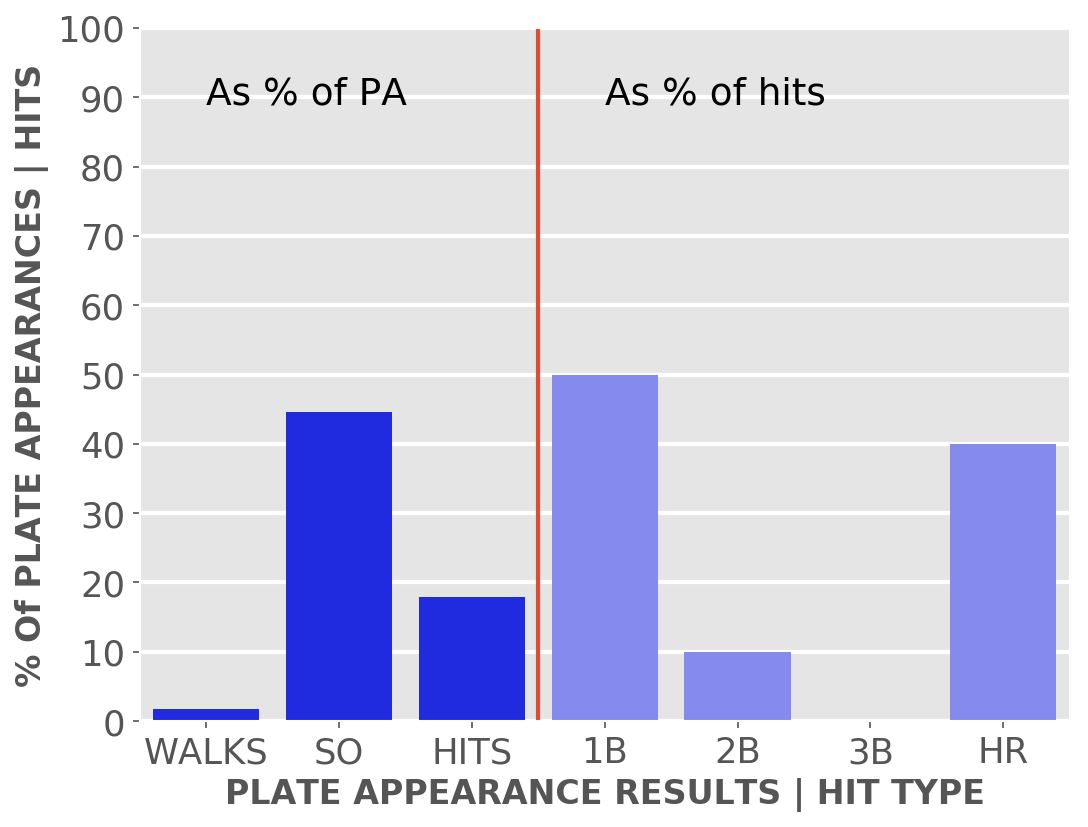 % Of PLATE APPEARANCES | HITS
100
90
80
70
60
50
40
30
20
10
0
As % of PA
As % of hits
WALKS SO HITS 1B 2B 3B HR
PLATE APPEARANCE RESULTS | HIT TYPE